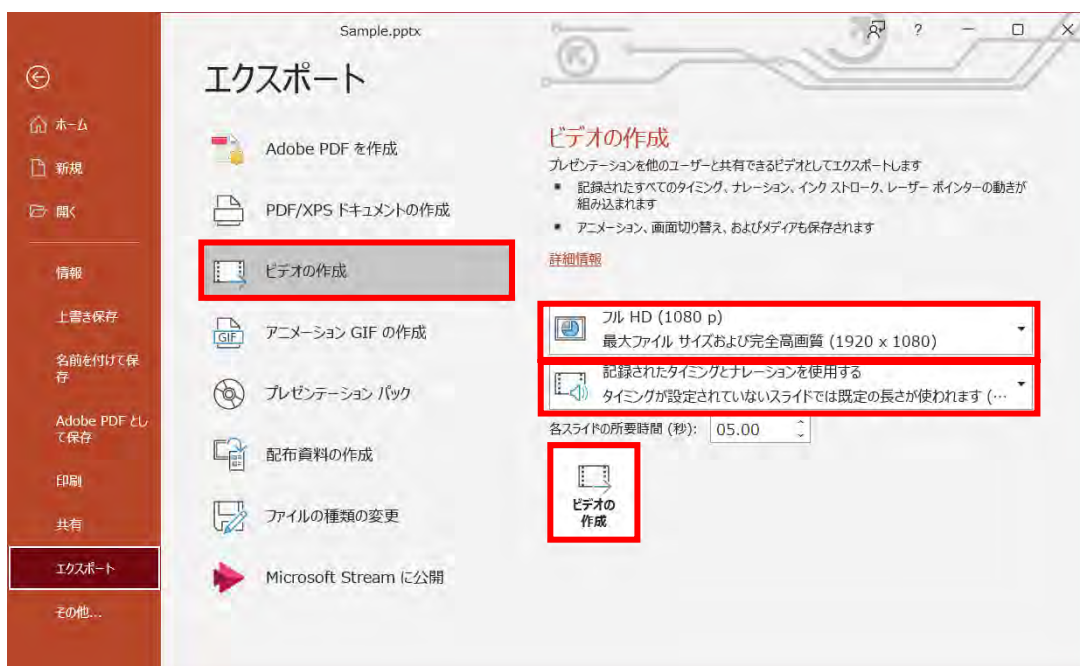 Sample.pptx
?
エクスポート
ホーム
新規
開く
情報
上書き保存
名前を付けて保
存
Adobe PDF とし
て保存
印刷
共有
エクスポート
その他...
Adobe PDF を作成
PDF/XPS ドキュメントの作成
ビデオの作成
GIF
アニメーション GIF の作成
プレゼンテーション パック
配布資料の作成
ファイルの種類の変更
Microsoft Stream に公開
ビデオの作成
プレゼンテーションを他のユーザーと共有できるビデオとしてエクスポートします
▪ 記録されたすべてのタイミング、ナレーション、インク ストローク、レーザー ポインターの動きが
組み込まれます
▪ アニメーション、画面切り替え、およびメディアも保存されます
詳細情報
フル HD (1080 p)
最大ファイル サイズおよび完全高画質 (1920 x 1080)
記録されたタイミングとナレーションを使用する
タイミングが設定されていないスライドでは既定の長さが使われます (…
各スライドの所要時間 (秒): 05.00
ビデオの
作成